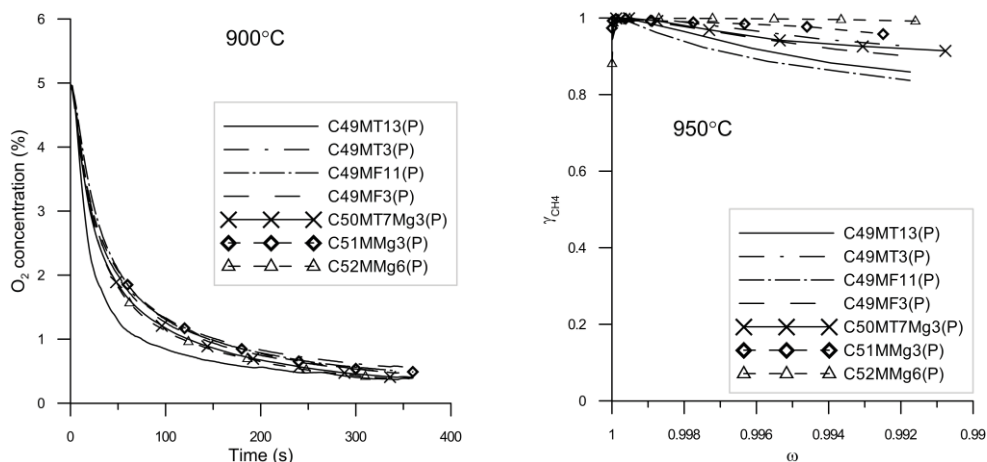 6
5
4
3
2
1
0
O₂ concentration (%)
900°C
C49MT13(P)
C49MT3(P)
C49MF11(P)
C49MF3(P)
C50MT7Mg3(P)
C51MMg3(P)
C52MMg6(P)
0 100 200 300 400
Time (s)
1
0.8
0.6
0.4
0.2
0
γCH4
950°C
C49MT13(P)
C49MT3(P)
C49MF11(P)
C49MF3(P)
C50MT7Mg3(P)
C51MMg3(P)
C52MMg6(P)
1 0.998 0.996 0.994 0.992 0.99
ω